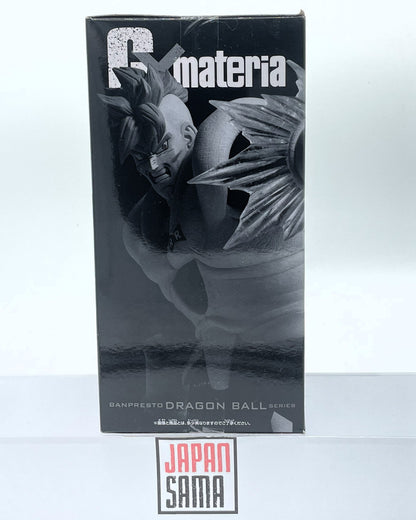 G×materia
BANPRESTO DRAGON BALL SERIES
JAPAN
SAMA